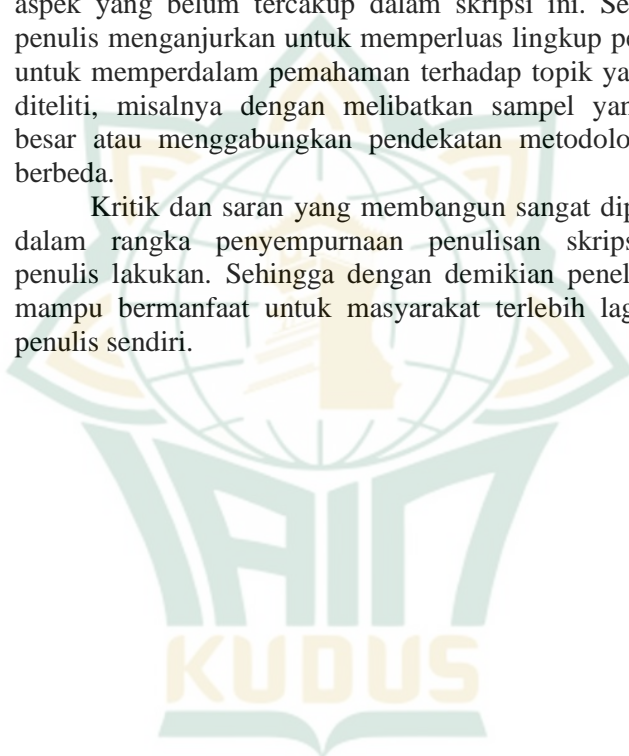 aspek yang belum tercakup dalam skripsi ini. Se
penulis menganjurkan untuk memperluas lingkup pe
untuk memperdalam pemahaman terhadap topik ya
diteliti, misalnya dengan melibatkan sampel yan
besar atau menggabungkan pendekatan metodolo
berbeda.
Kritik dan saran yang membangun sangat dip
dalam rangka penyempurnaan penulisan skrips
penulis lakukan. Sehingga dengan demikian penel
mampu bermanfaat untuk masyarakat terlebih lag
penulis sendiri.
IAIN
KUDUS